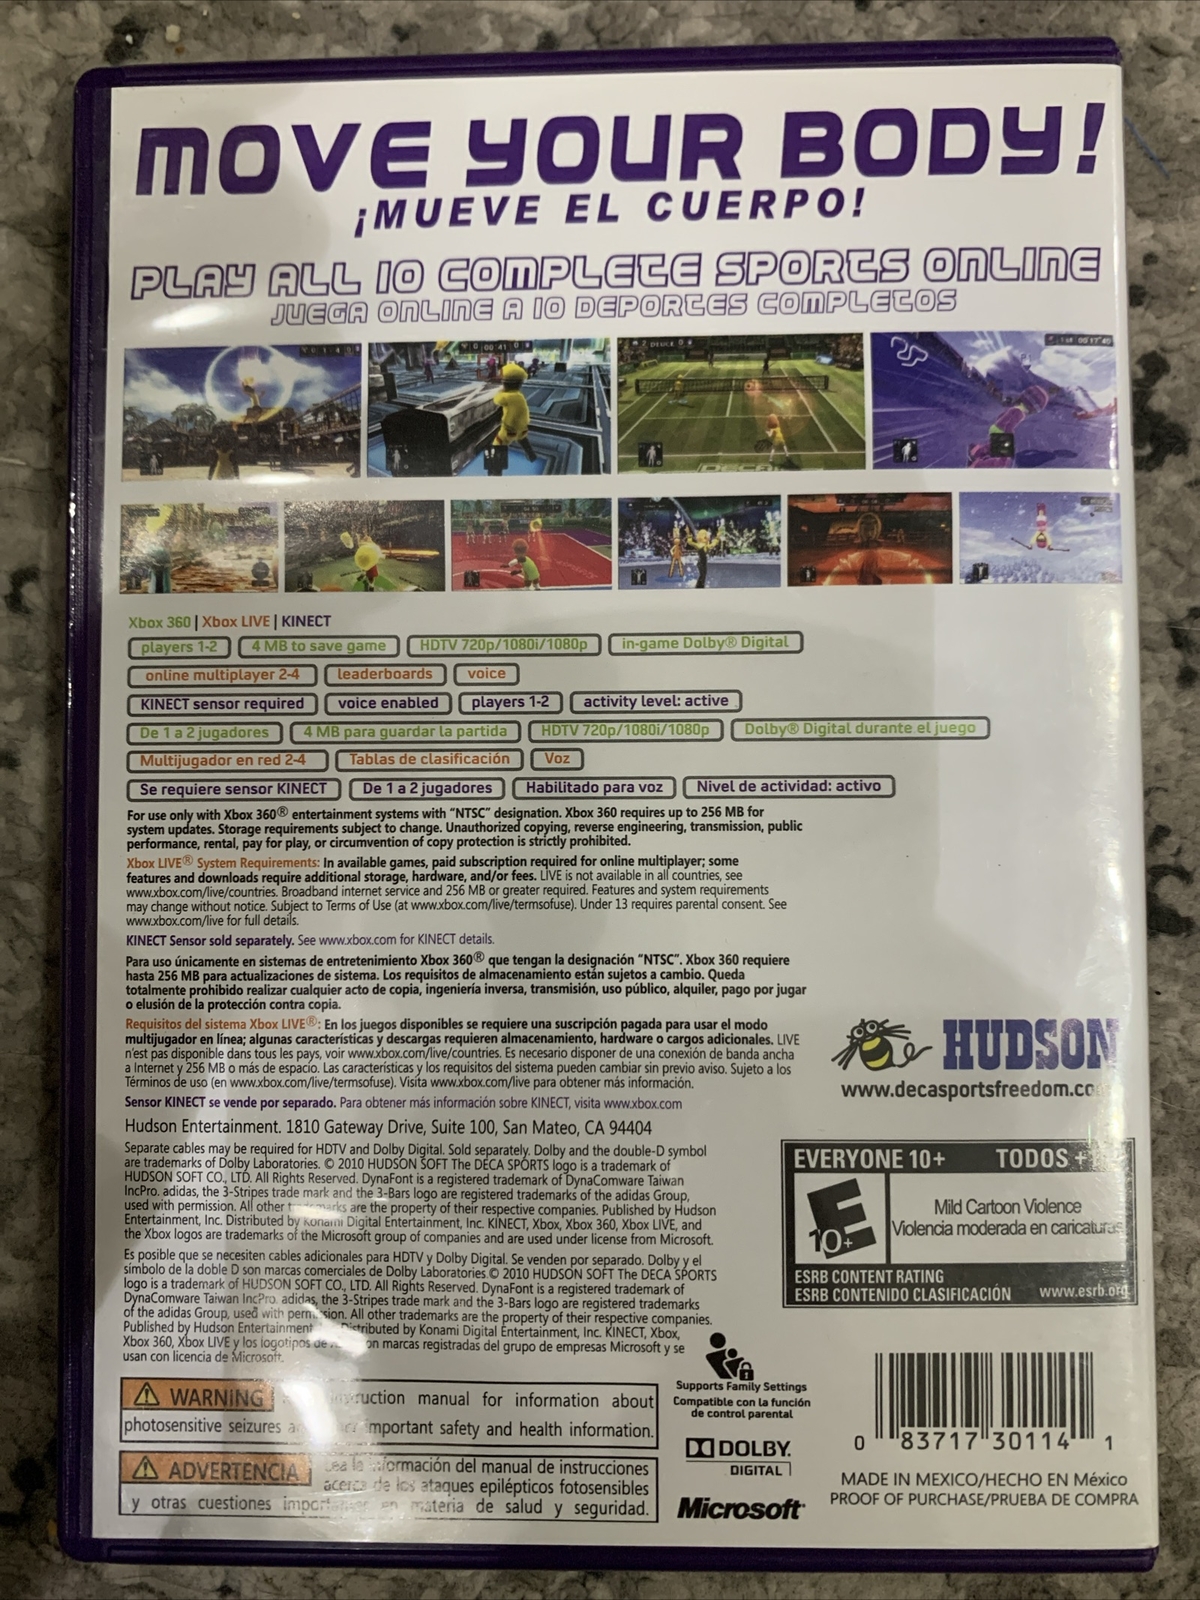 MOVE YOUR BODY!
¡MUEVE EL CUERPO!
PLAY ALL 10 COMPLETE SPORTS ONLINE
JUEGA ONLINE A 10 DEPORTES COMPLETOS
Xbox 360 | Xbox LIVE | KINECT
players 1-2 4 MB to save game HDTV 720p/1080i/1080p in-game Dolby® Digital
online multiplayer 2-4 leaderboards voice
KINECT sensor required voice enabled players 1-2 activity level: active
De 1 a 2 jugadores 4 MB para guardar la partida HDTV 720p/1080i/1080p Dolby® Digital durante el juego
Multijugador en red 2-4 Tablas de clasificación Voz
Se requiere sensor KINECT De 1 a 2 jugadores Habilitado para voz Nivel de actividad: activo
For use only with Xbox 360® entertainment systems with “NTSC” designation. Xbox 360 requires up to 256 MB for
system updates. Storage requirements subject to change. Unauthorized copying, reverse engineering, transmission, public
performance, rental, pay for play, or circumvention of copy protection is strictly prohibited.
Xbox LIVE® System Requirements: In available games, paid subscription required for online multiplayer; some
features and downloads require additional storage, hardware, and/or fees. LIVE is not available in all countries, see
www.xbox.com/live/countries. Broadband internet service and 256 MB or greater required. Features and system requirements
may change without notice. Subject to Terms of Use (at www.xbox.com/live/termsofuse). Under 13 requires parental consent. See
www.xbox.com/live for full details.
KINECT Sensor sold separately. See www.xbox.com for KINECT details.
Para uso únicamente en sistemas de entretenimiento Xbox 360® que tengan la designación “NTSC”. Xbox 360 requiere
hasta 256 MB para actualizaciones de sistema. Los requisitos de almacenamiento están sujetos a cambio. Queda
totalmente prohibido realizar cualquier acto de copia, ingeniería inversa, transmisión, uso público, alquiler, pago por jugar
o elusión de la protección contra copia.
Requisitos del sistema Xbox LIVE®: En los juegos disponibles se requiere una suscripción pagada para usar el modo
multijugador en línea; algunas características y descargas requieren almacenamiento, hardware o cargos adicionales. LIVE
n'est pas disponible dans tous les pays, voir www.xbox.com/live/countries. Es necesario disponer de una conexión de banda ancha
a Internet y 256 MB o más de espacio. Las características y los requisitos del sistema pueden cambiar sin previo aviso. Sujeto a los
Términos de uso (en www.xbox.com/live/termsofuse). Visita www.xbox.com/live para obtener más información.
Sensor KINECT se vende por separado. Para obtener más información sobre KINECT, visita www.xbox.com
HUDSON
www.decasportsfreedom.co
Hudson Entertainment. 1810 Gateway Drive, Suite 100, San Mateo, CA 94404
Separate cables may be required for HDTV and Dolby Digital. Sold separately. Dolby and the double-D symbol
are trademarks of Dolby Laboratories. © 2010 HUDSON SOFT The DECA SPORTS logo is a trademark of
HUDSON SOFT CO., LTD. All Rights Reserved. DynaFont is a registered trademark of DynaComware Taiwan
IncPro. adidas, the 3-Stripes trade mark and the 3-Bars logo are registered trademarks of the adidas Group,
used with permission. All other trademarks are the property of their respective companies. Published by Hudson
Entertainment, Inc. Distributed by Konami Digital Entertainment, Inc. KINECT, Xbox, Xbox 360, Xbox LIVE, and
the Xbox logos are trademarks of the Microsoft group of companies and are used under license from Microsoft.
Es posible que se necesiten cables adicionales para HDTV y Dolby Digital. Se venden por separado. Dolby y el
símbolo de la doble D son marcas comerciales de Dolby Laboratories.© 2010 HUDSON SOFT The DECA SPORTS
logo is a trademark of HUDSON SOFT CO., LTD. All Rights Reserved. DynaFont is a registered trademark of
DynaComware Taiwan IncPro. adidas, the 3-Stripes trade mark and the 3-Bars logo are registered trademarks
of the adidas Group, used with permission. All other trademarks are the property of their respective companies.
Published by Hudson Entertainment Distributed by Konami Digital Entertainment, Inc. KINECT, Xbox,
Xbox 360, Xbox LIVE y los logotipos de son marcas registradas del grupo de empresas Microsoft y se
usan con licencia de Microsoft.
EVERYONE 10+ TODOS +
E
10+
Mild Cartoon Violence
Violencia moderada en caricaturas
ESRB CONTENT RATING
ESRB CONTENIDO CLASIFICACIÓN www.esrb.org
WARNING instruction manual for information about
photosensitive seizures and other important safety and health information.
ADVERTENCIA Lea la información del manual de instrucciones
acerca de los ataques epilépticos fotosensibles
y otras cuestiones importantes en materia de salud y seguridad.
Supports Family Settings
Compatible con la función
de control parental
DOLBY.
DIGITAL
Microsoft®
0 83717 30114 1
MADE IN MEXICO/HECHO EN México
PROOF OF PURCHASE/PRUEBA DE COMPRA